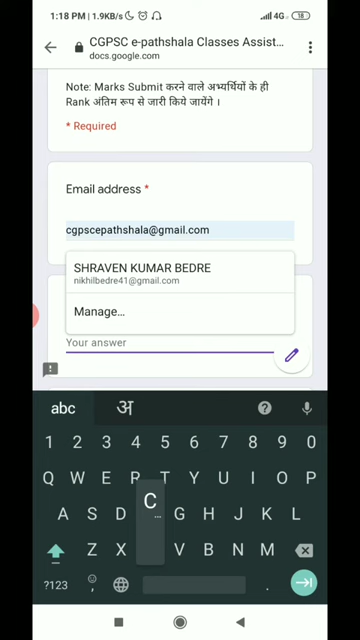 1:18 PM | 1.9KB/s
4G
18
CGPSC e-pathshala Classes Assist...
docs.google.com
Note: Marks Submit करने वाले अभ्यर्थियों के ही
Rank अंतिम रूप से जारी किये जायेंगे ।
* Required
Email address *
cgpscepathshala@gmail.com
SHRAVEN KUMAR BEDRE
nikhilbedre41@gmail.com
Manage...
Your answer
abc अ ?
1 2 3 4 5 6 7 8 9 0
Q W E R T Y U I O P
A S D C G H J K L
...
Z X V B N M
?123 , .